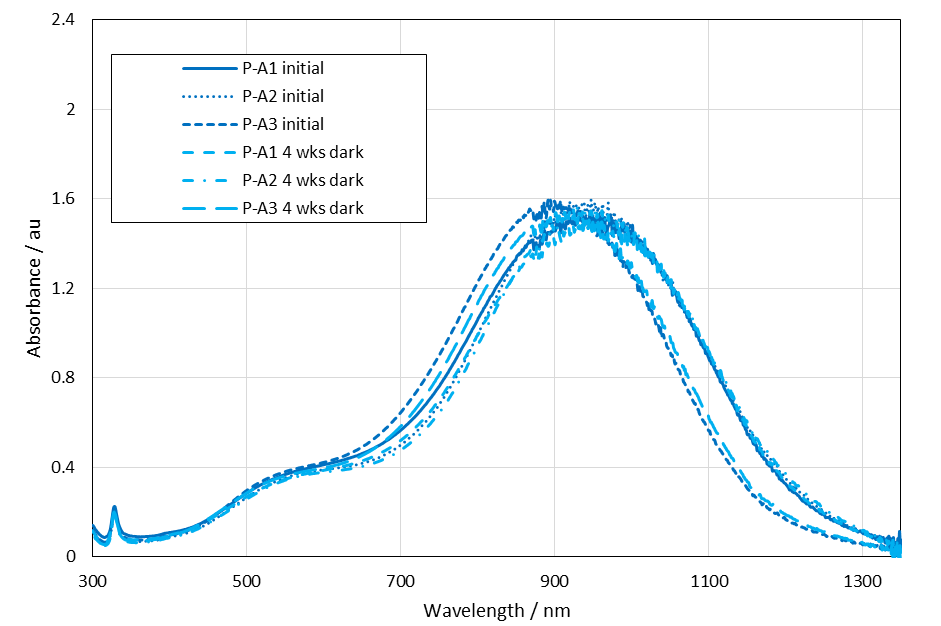 2.4
P-A1 initial
P-A2 initial
2
P-A3 initial
P-A1 4 wks dark
P-A2 4 wks dark
1.6
P-A3 4 wks dark
Absorbance / au
1.2
0.8
0.4
0
300 500 700 900 1100 1300
Wavelength / nm